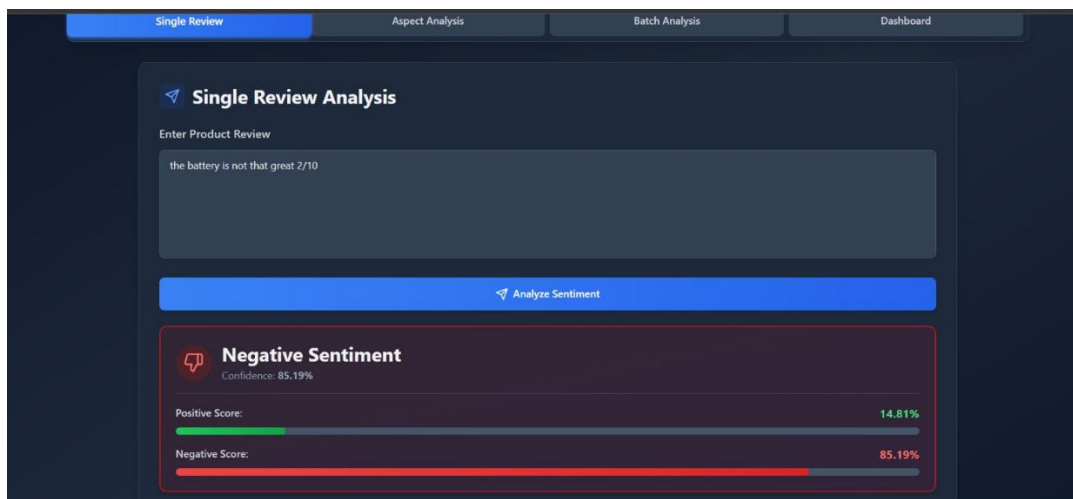 Single Review Aspect Analysis Batch Analysis Dashboard
Single Review Analysis
Enter Product Review
the battery is not that great 2/10
Analyze Sentiment
Negative Sentiment
Confidence: 85.19%
Positive Score: 14.81%
Negative Score: 85.19%